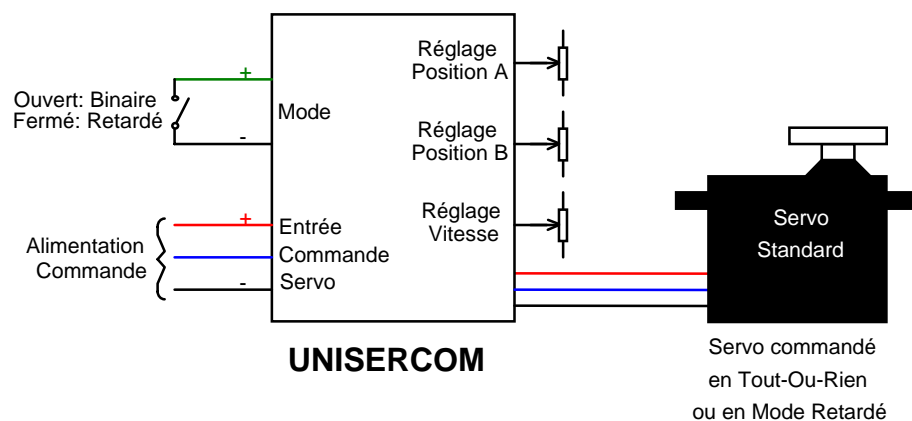 Ouvert: Binaire
Fermé: Retardé
+
-
Mode
Réglage
Position A
Réglage
Position B
Réglage
Vitesse
Alimentation
Commande
+
-
Entrée
Commande
Servo
Servo
Standard
UNISERCOM
Servo commandé
en Tout-Ou-Rien
ou en Mode Retardé